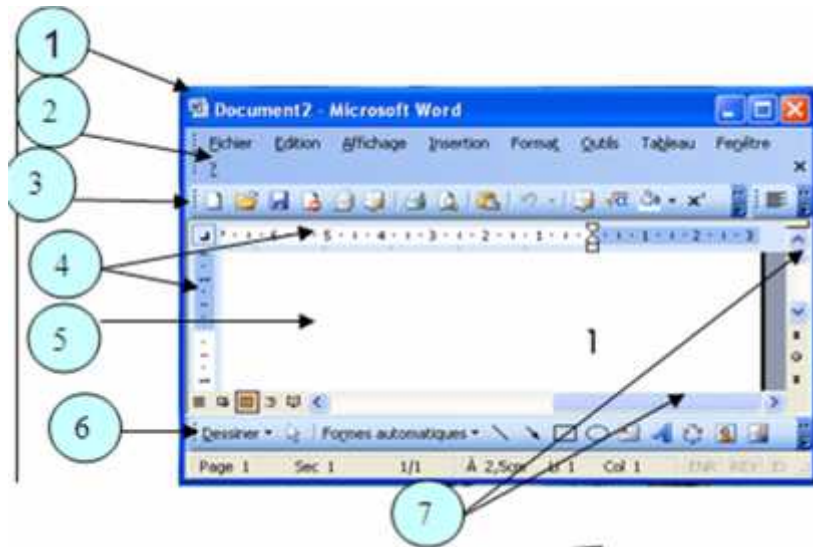 1
Document2 - Microsoft Word
2
Fichier Edition Affichage Insertion Format Outils Tableau Fenêtre
?
3
5 4 3 2 1 1 2 3
4
5
1
6
Dessiner Formes automatiques
Page 1 Sec 1 1/1 À 2,5cm Li 1 Col 1 ENR REV
7